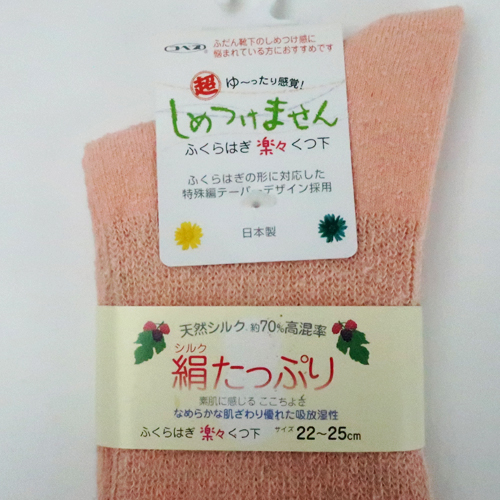 ふだん靴下のしめつけ感に
悩まれている方におすすめです
超 ゆ〜ったり感覚!
しめつけません
ふくらはぎ 楽々 くつ下
ふくらはぎの形に対応した
特殊編テーパーデザイン採用
日本製
天然シルク 約70%高混率
シルク
絹たっぷり
素肌に感じる ここちよさ
なめらかな肌ざわり優れた吸放湿性
ふくらはぎ 楽々 くつ下 サイズ 22〜25cm